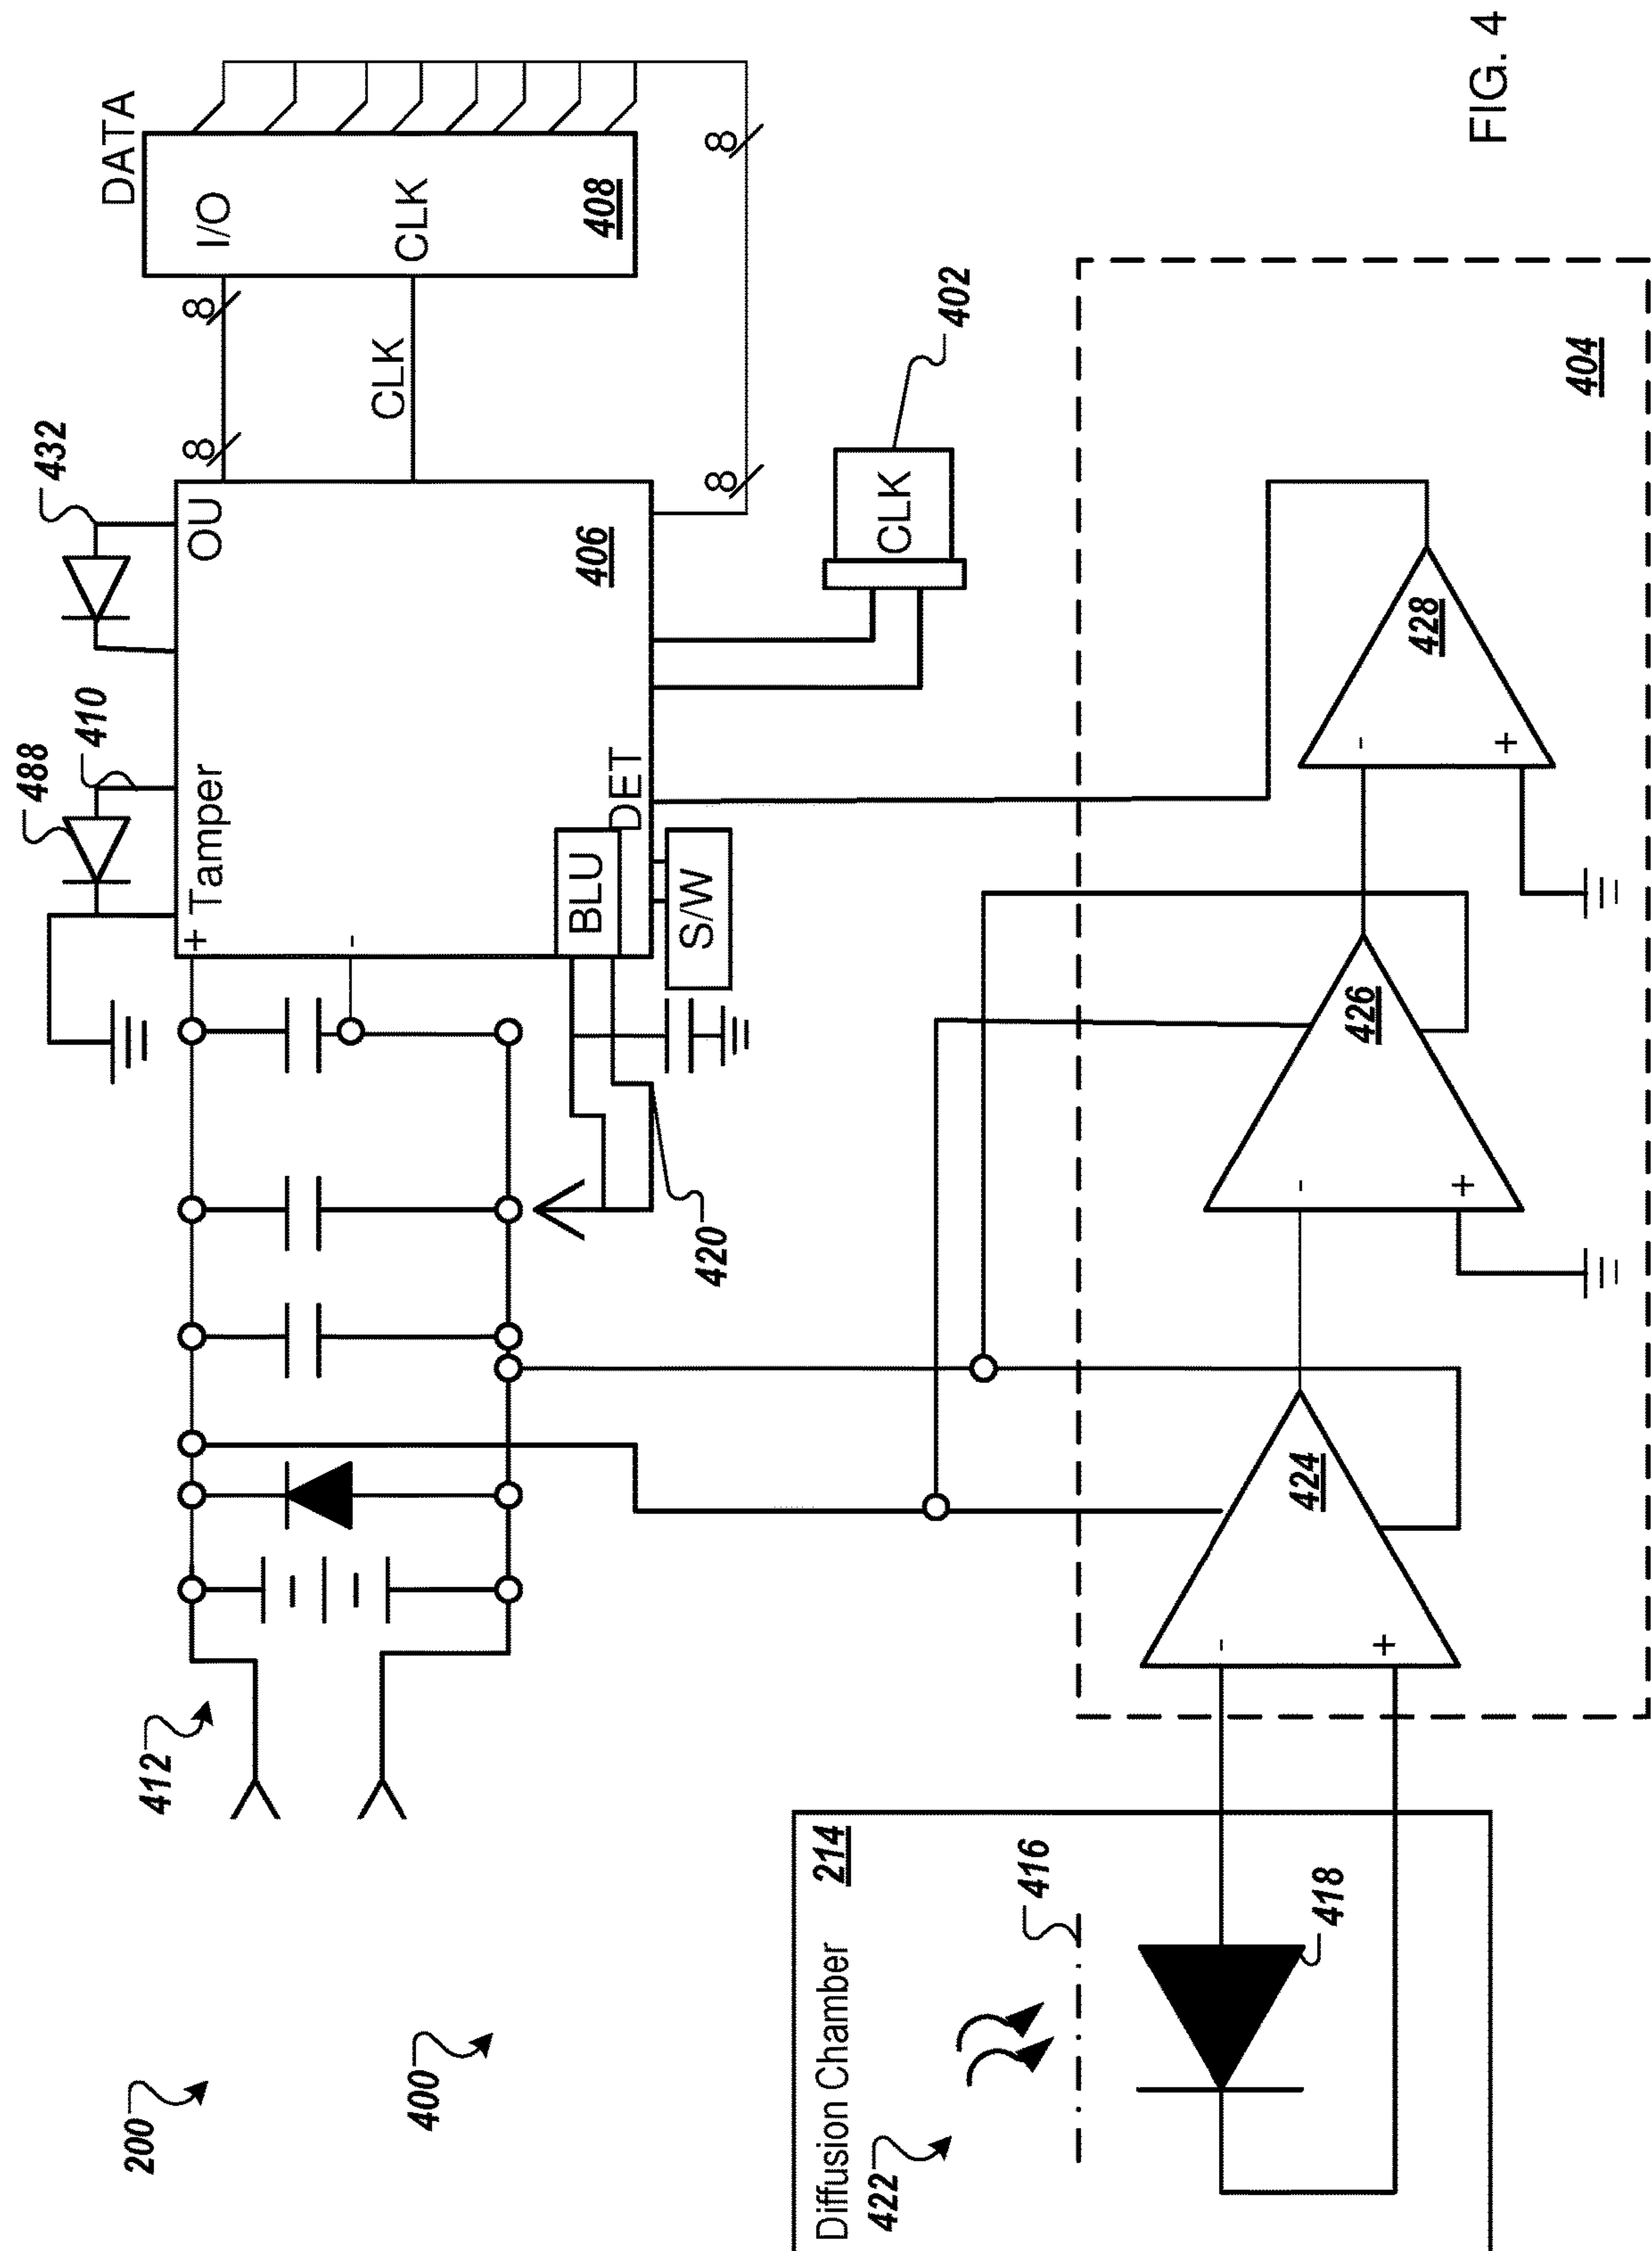 200
400
412
488
410
432
DATA
+
Tamper
OU
-
8
8
I/O
CLK
CLK
408
406
BLU
DET
S/W
8
8
CLK
402
420
Diffusion Chamber
214
422
416
418
-
+
424
-
+
426
-
+
428
404
FIG. 4